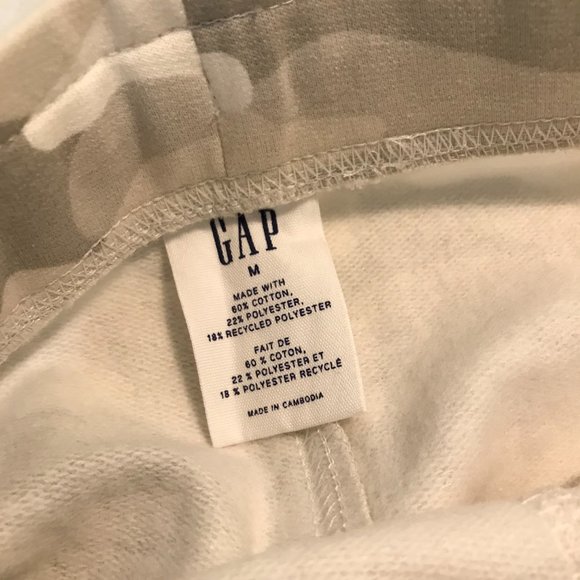 GAP
M
MADE WITH
60% COTTON,
22% POLYESTER,
18% RECYCLED POLYESTER
FAIT DE
60 % COTON,
22 % POLYESTER ET
18 % POLYESTER RECYCLÉ
MADE IN CAMBODIA